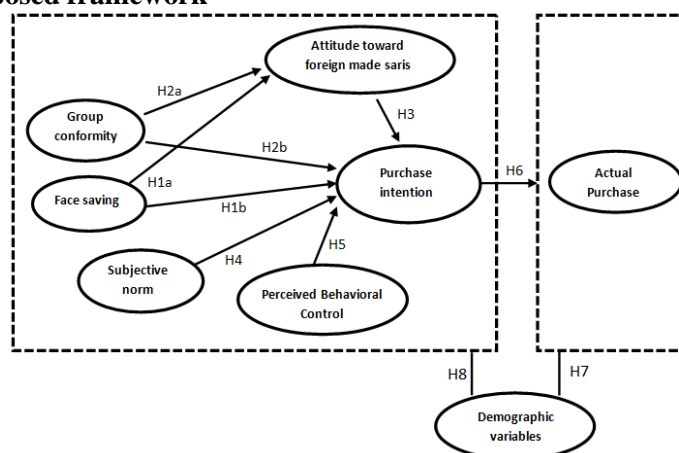 posed framework
Attitude toward
foreign made saris
H2a
H3
Group
conformity
H2b
Purchase
intention
H6
Actual
Purchase
H1a
Face saving
H1b
H4
H5
Subjective
norm
Perceived Behavioral
Control
H8
H7
Demographic
variables